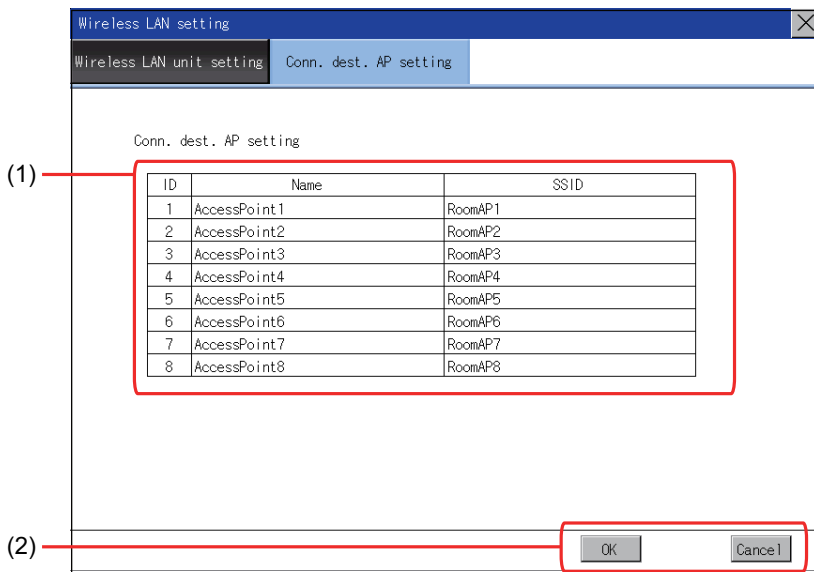 Wireless LAN setting
Wireless LAN unit setting Conn. dest. AP setting
Conn. dest. AP setting
(1)
ID Name SSID
1 AccessPoint1 RoomAP1
2 AccessPoint2 RoomAP2
3 AccessPoint3 RoomAP3
4 AccessPoint4 RoomAP4
5 AccessPoint5 RoomAP5
6 AccessPoint6 RoomAP6
7 AccessPoint7 RoomAP7
8 AccessPoint8 RoomAP8
(2)
OK Cancel